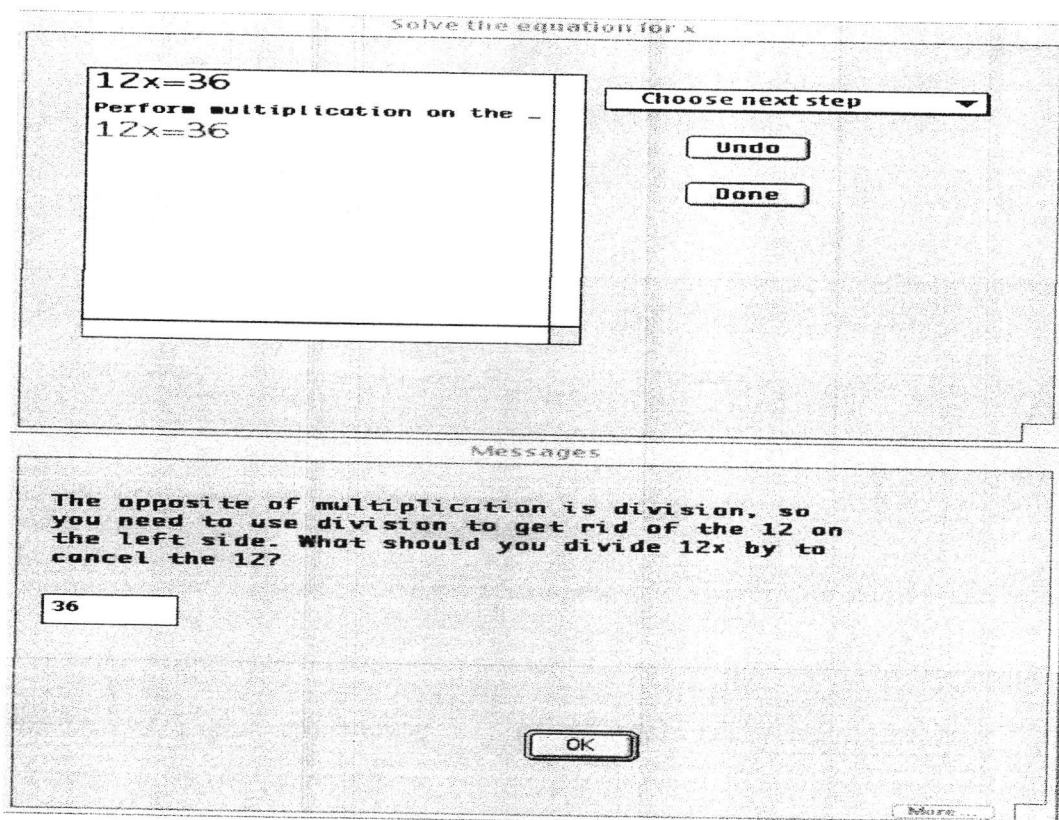 Solve the equation for x
12x=36
Perform multiplication on the _
12x=36
Choose next step
Undo
Done
Messages
The opposite of multiplication is division, so
you need to use division to get rid of the 12 on
the left side. What should you divide 12x by to
cancel the 12?
36
OK
More...